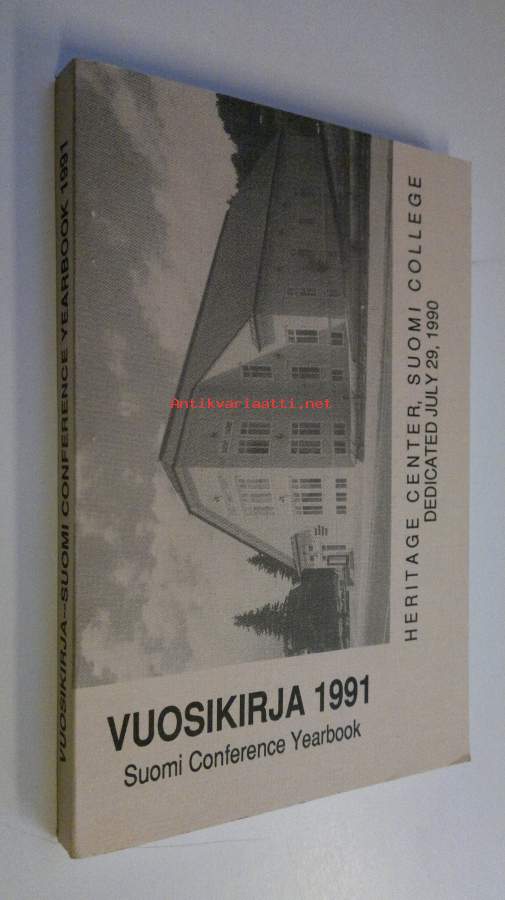 VUOSIKIRJA--SUOMI CONFERENCE YEARBOOK 1991
HERITAGE CENTER, SUOMI COLLEGE
DEDICATED JULY 29, 1990
Antikvariaatti.net
VUOSIKIRJA 1991
Suomi Conference Yearbook